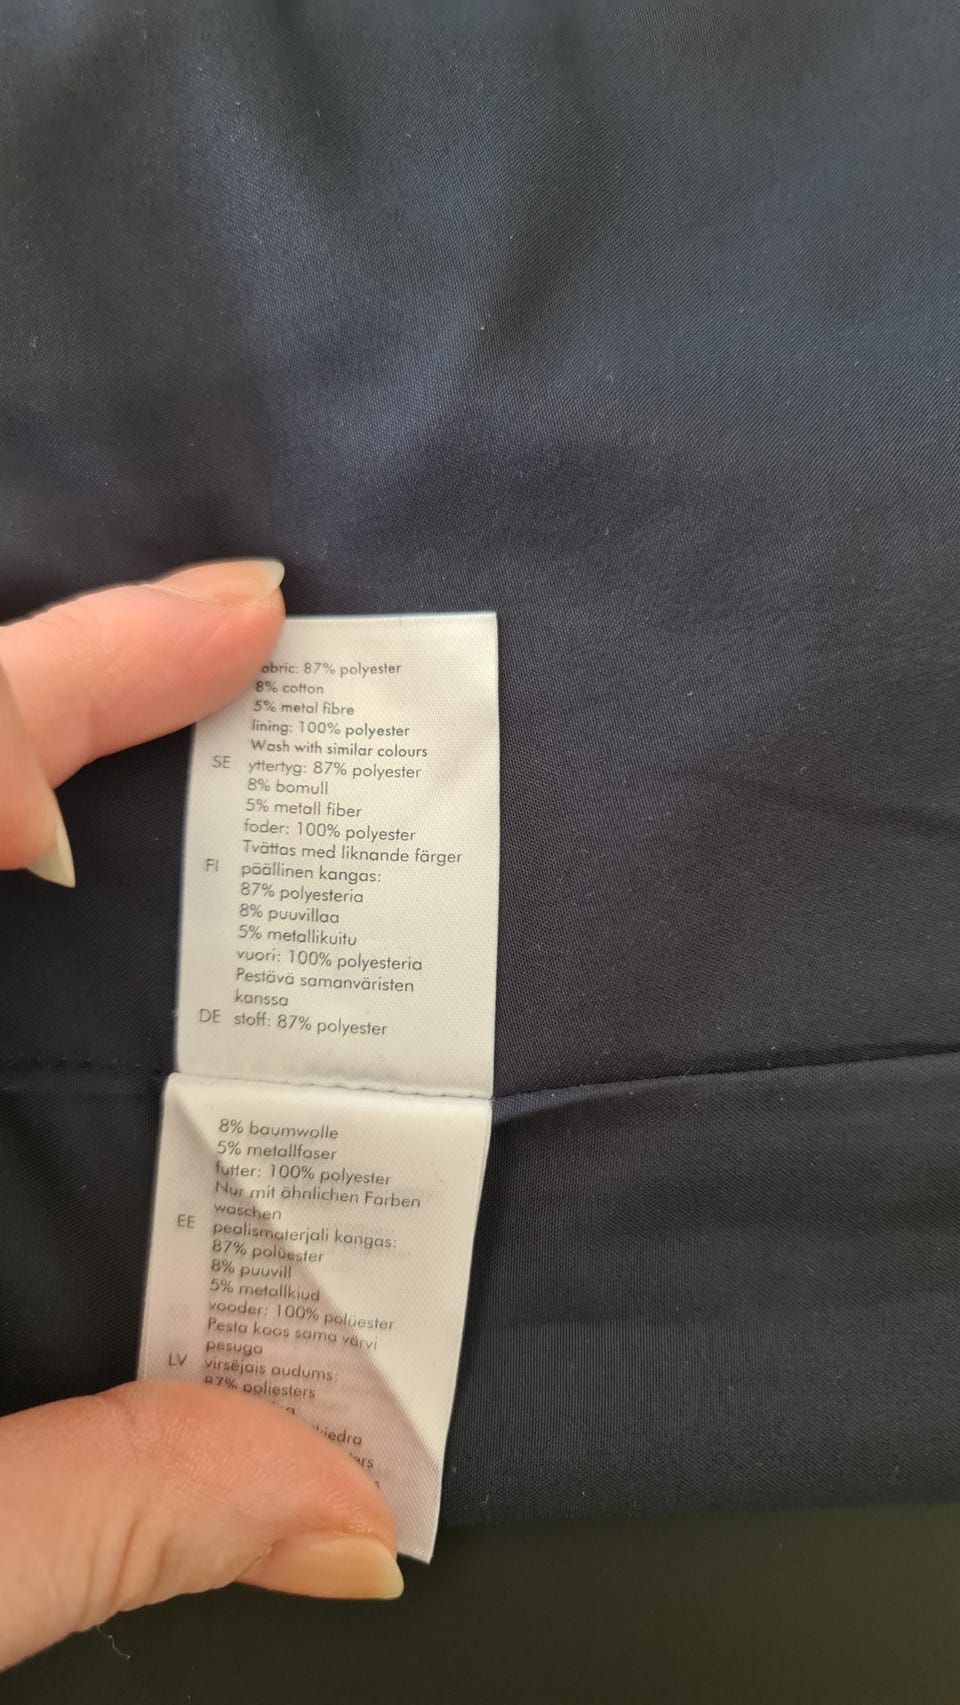 abric: 87% polyester
8% cotton
5% metal fibre
lining: 100% polyester
Wash with similar colours
SE yttertyg: 87% polyester
8% bomull
5% metall fiber
foder: 100% polyester
Tvättas med liknande färger
FI päällinen kangas:
87% polyesteria
8% puuvillaa
5% metallikuitu
vuori: 100% polyesteria
Pestävä samanväristen
kanssa
DE stoff: 87% polyester
8% baumwolle
5% metallfaser
futter: 100% polyester
Nur mit ähnlichen Farben
waschen
EE pealismaterjali kangas:
87% polüester
8% puuvill
5% metallkiud
vooder: 100% polüester
Pesta koos sama värvi
pesuga
LV virsējais audums:
87% poliesters